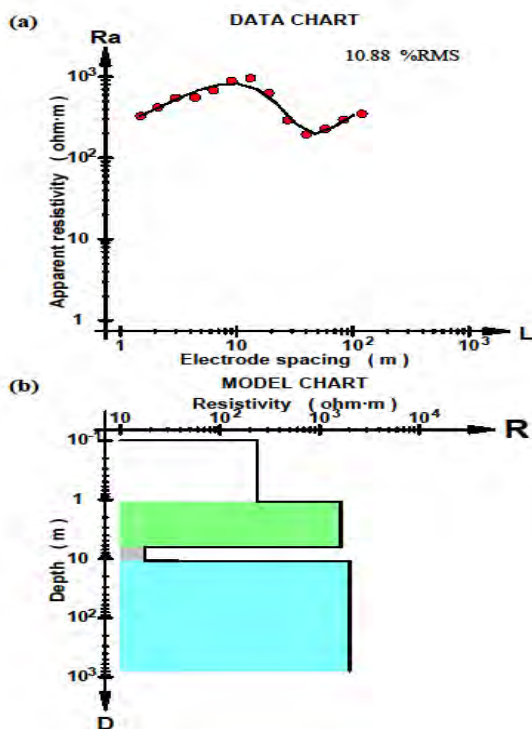 (a) DATA CHART
Ra
10.88 %RMS
10³
10²
10
1
Apparent resistivity ( ohm·m )
1 10 10² 10³ L
Electrode spacing ( m )
(b) MODEL CHART
Resistivity ( ohm·m )
10 10² 10³ 10⁴ R
10⁻¹
1
10
10²
10³
Depth ( m )
D